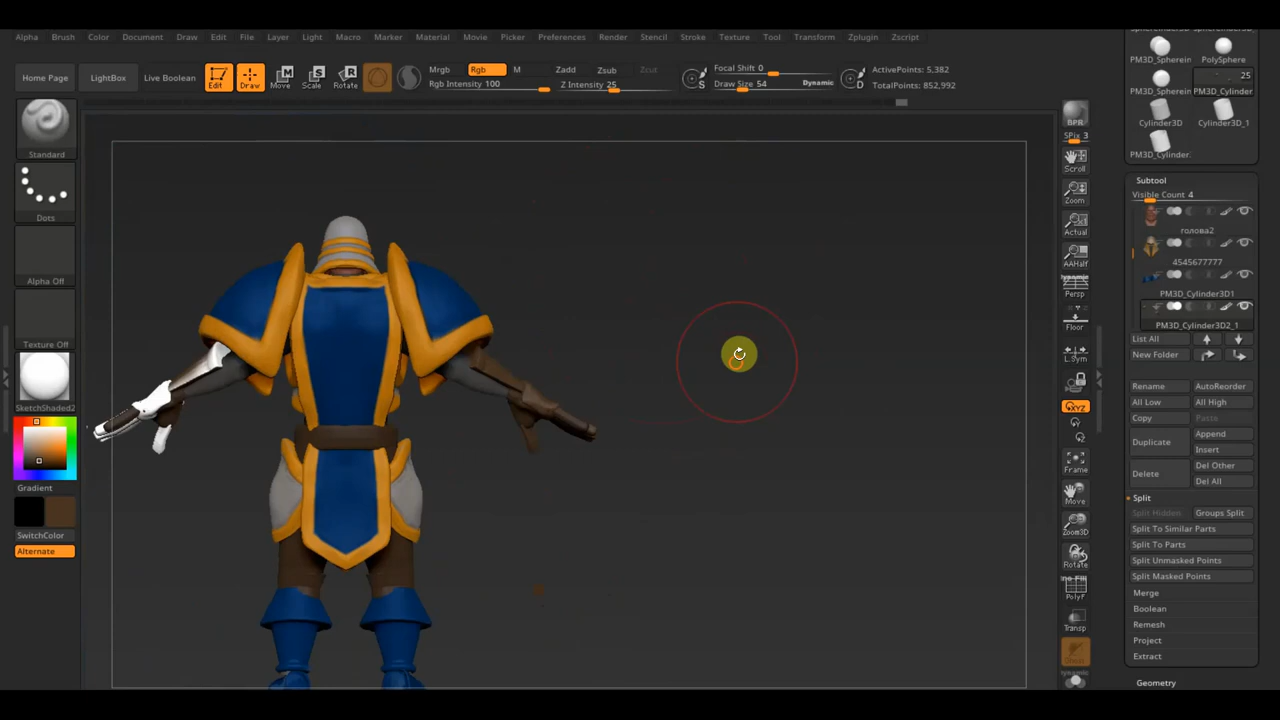 Alpha Brush Color Document Draw Edit File Layer Light Macro Marker Material Movie Picker Preferences Render Stencil Stroke Texture Tool Transform Zplugin Zscript
Home Page LightBox Live Boolean Edit Draw Move Scale Rotate
Mrgb Rgb M Zadd Zsub Zcut
Rgb Intensity 100 Z Intensity 25
Focal Shift 0
Draw Size 54 Dynamic
ActivePoints: 5,382
TotalPoints: 852,992
Standard
Dots
Alpha Off
Texture Off
SketchShaded2
Gradient
SwitchColor
Alternate
BPR
SPix 3
Scroll
Zoom
Actual
AAHalf
Dynamic
Persp
Floor
L.Sym
XYZ
Y
Z
Frame
Move
Zoom3D
Rotate
PolyF
Transp
PolySphere
25
PM3D_Cylinder
Cylinder3D Cylinder3D_1
PM3D_Cylinder.
Subtool
Visible Count 4
голова2
4545677777
PM3D_Cylinder3D1
PM3D_Cylinder3D2_1
List All
New Folder
Rename AutoReorder
All Low All High
Copy Paste
Duplicate Append
Insert
Delete Del Other
Del All
Split
Split Hidden Groups Split
Split To Similar Parts
Split To Parts
Split Unmasked Points
Split Masked Points
Merge
Boolean
Remesh
Project
Extract
Geometry